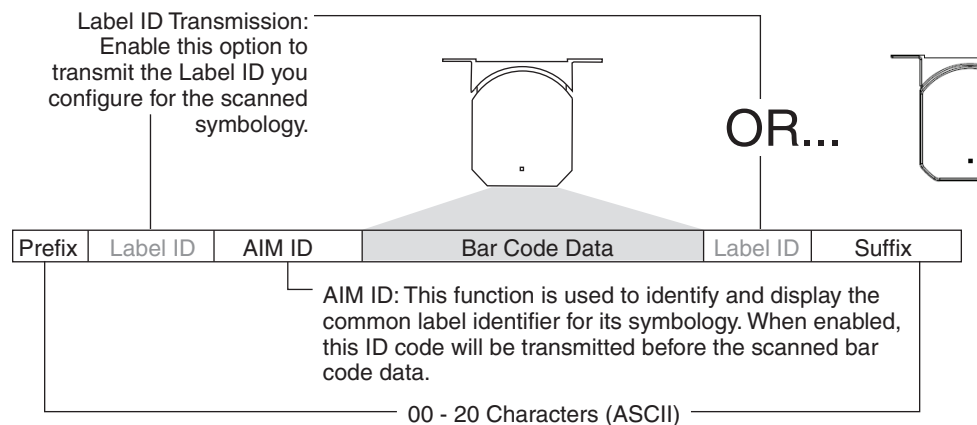 Label ID Transmission:
Enable this option to
transmit the Label ID you
configure for the scanned
symbology.
OR...
Prefix Label ID AIM ID Bar Code Data Label ID Suffix
AIM ID: This function is used to identify and display the
common label identifier for its symbology. When enabled,
this ID code will be transmitted before the scanned bar
code data.
00 - 20 Characters (ASCII)